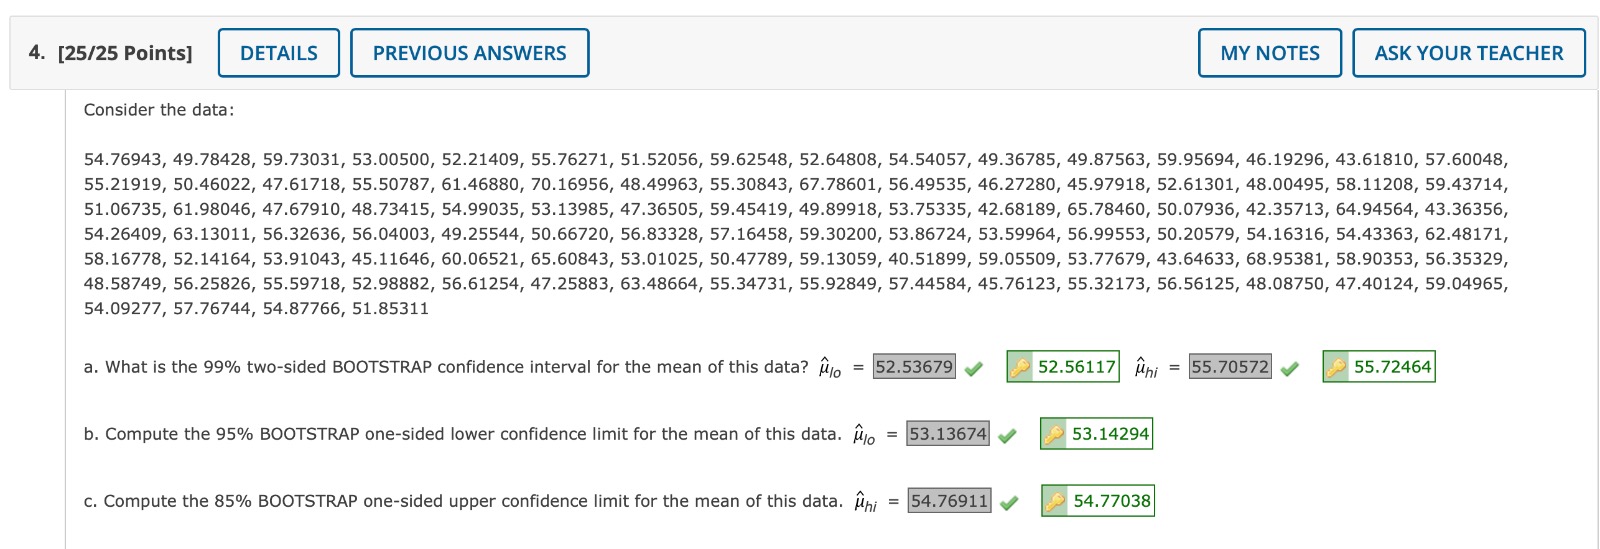 4. [25/25 Points] DETAILS PREVIOUS ANSWERS MY NOTES ASK YOUR TEACHER
Consider the data:
54.76943, 49.78428, 59.73031, 53.00500, 52.21409, 55.76271, 51.52056, 59.62548, 52.64808, 54.54057, 49.36785, 49.87563, 59.95694, 46.19296, 43.61810, 57.60048,
55.21919, 50.46022, 47.61718, 55.50787, 61.46880, 70.16956, 48.49963, 55.30843, 67.78601, 56.49535, 46.27280, 45.97918, 52.61301, 48.00495, 58.11208, 59.43714,
51.06735, 61.98046, 47.67910, 48.73415, 54.99035, 53.13985, 47.36505, 59.45419, 49.89918, 53.75335, 42.68189, 65.78460, 50.07936, 42.35713, 64.94564, 43.36356,
54.26409, 63.13011, 56.32636, 56.04003, 49.25544, 50.66720, 56.83328, 57.16458, 59.30200, 53.86724, 53.59964, 56.99553, 50.20579, 54.16316, 54.43363, 62.48171,
58.16778, 52.14164, 53.91043, 45.11646, 60.06521, 65.60843, 53.01025, 50.47789, 59.13059, 40.51899, 59.05509, 53.77679, 43.64633, 68.95381, 58.90353, 56.35329,
48.58749, 56.25826, 55.59718, 52.98882, 56.61254, 47.25883, 63.48664, 55.34731, 55.92849, 57.44584, 45.76123, 55.32173, 56.56125, 48.08750, 47.40124, 59.04965,
54.09277, 57.76744, 54.87766, 51.85311
a. What is the 99% two-sided BOOTSTRAP confidence interval for the mean of this data? μ̂lo = 52.53679 52.56117 μ̂hi = 55.70572 55.72464
b. Compute the 95% BOOTSTRAP one-sided lower confidence limit for the mean of this data. μ̂lo = 53.13674 53.14294
c. Compute the 85% BOOTSTRAP one-sided upper confidence limit for the mean of this data. μ̂hi = 54.76911 54.77038